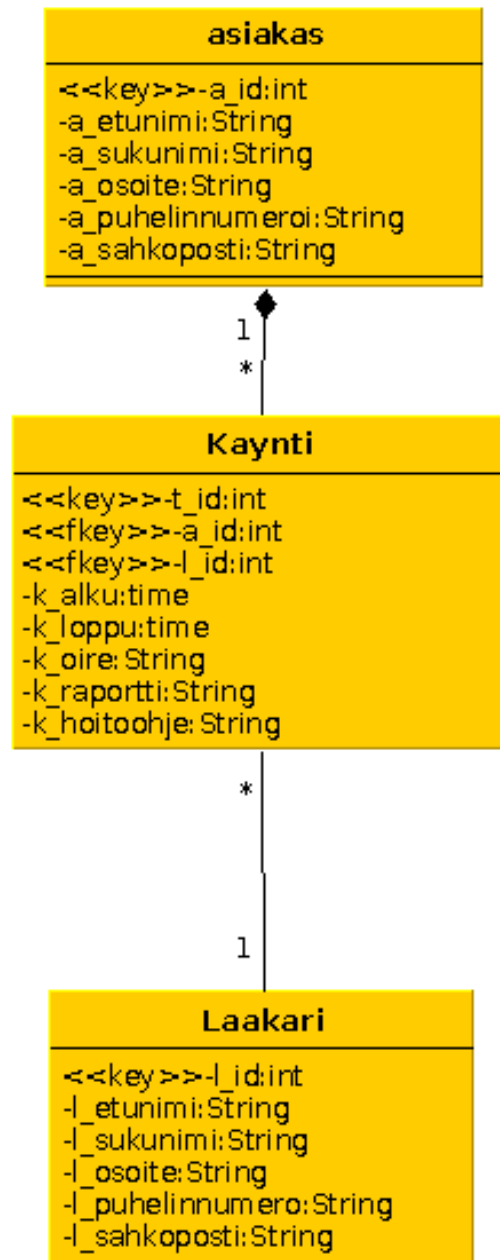 asiakas
<<key>>-a_id:int
-a_etunimi:String
-a_sukunimi:String
-a_osoite:String
-a_puhelinnumeroi:String
-a_sahkoposti:String
1
*
Kaynti
<<key>>-t_id:int
<<fkey>>-a_id:int
<<fkey>>-l_id:int
-k_alku:time
-k_loppu:time
-k_oire:String
-k_raportti:String
-k_hoitoohje:String
*
1
Laakari
<<key>>-l_id:int
-l_etunimi:String
-l_sukunimi:String
-l_osoite:String
-l_puhelinnumero:String
-l_sahkoposti:String